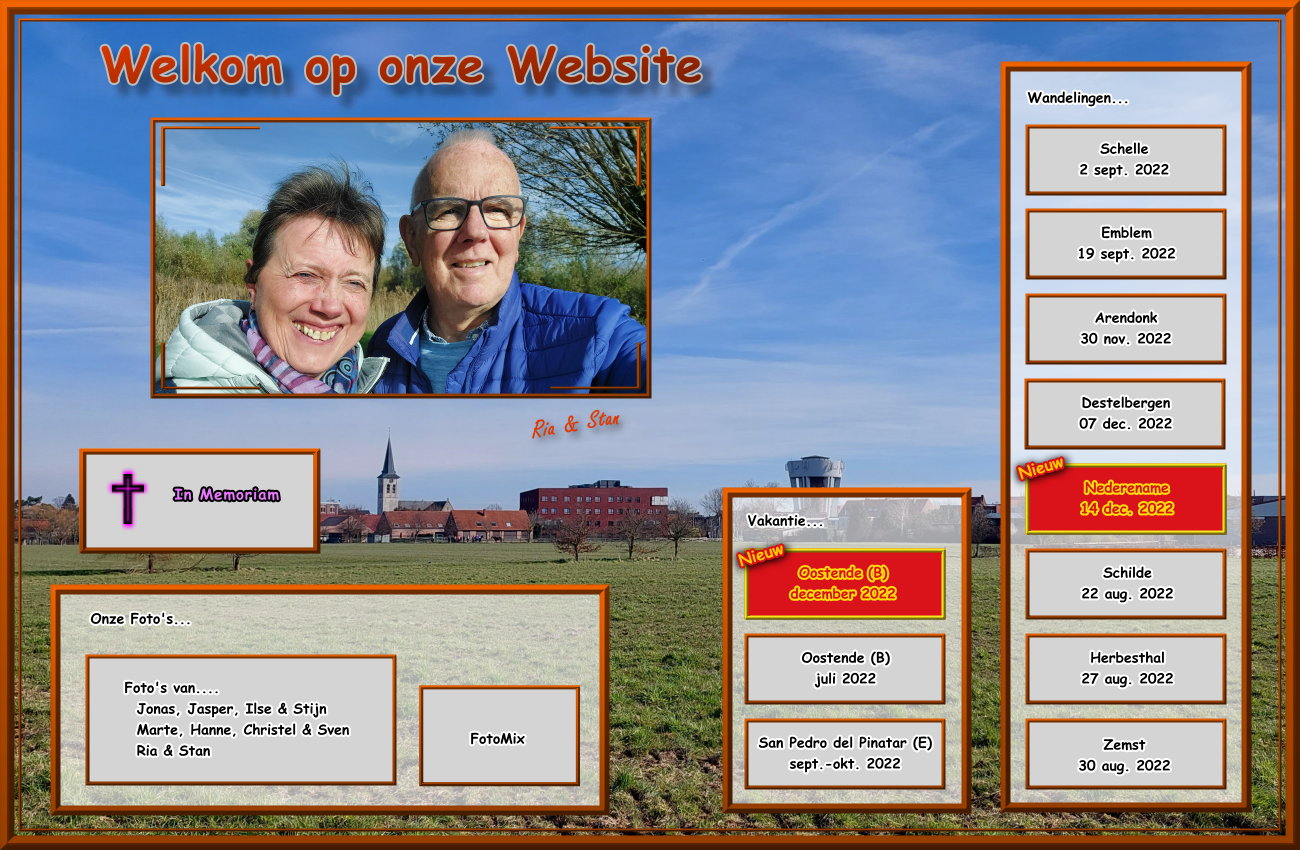 Welkom op onze Website
Ria & Stan
In Memoriam
Onze Foto's...
Foto's van....
Jonas, Jasper, Ilse & Stijn
Marte, Hanne, Christel & Sven
Ria & Stan
FotoMix
Vakantie...
Nieuw
Oostende (B)
december 2022
Oostende (B)
juli 2022
San Pedro del Pinatar (E)
sept.-okt. 2022
Wandelingen...
Schelle
2 sept. 2022
Emblem
19 sept. 2022
Arendonk
30 nov. 2022
Destelbergen
07 dec. 2022
Nieuw
Nederename
14 dec. 2022
Schilde
22 aug. 2022
Herbesthal
27 aug. 2022
Zemst
30 aug. 2022